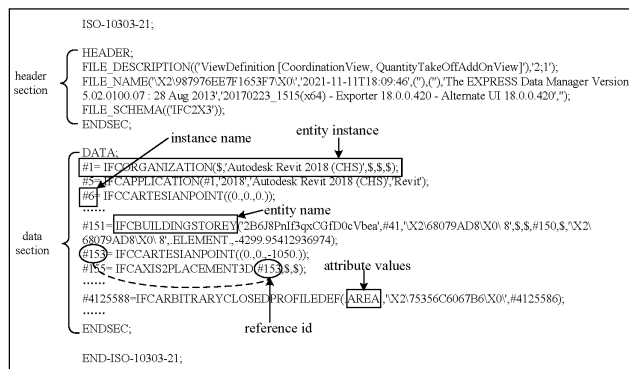 ISO-10303-21;
HEADER;
FILE_DESCRIPTION(('ViewDefinition [CoordinationView, QuantityTakeOffAddOnView]'),'2;1');
header section
FILE_NAME('\X2\987976EE7F1653F7\X0\','2021-11-11T18:09:46',(''),(''),'The EXPRESS Data Manager Version 5.02.0100.07 : 28 Aug 2013','20170223_1515(x64) - Exporter 18.0.0.420 - Alternate UI 18.0.0.420','');
FILE_SCHEMA(('IFC2X3'));
ENDSEC;
instance name
entity instance
DATA;
#1= IFCORGANIZATION($,'Autodesk Revit 2018 (CHS)',$,$,$);
#5= IFCAPPLICATION(#1,'2018','Autodesk Revit 2018 (CHS)','Revit');
#6= IFCCARTESIANPOINT((0.,0.,0.));
......
entity name
#151= IFCBUILDINGSTOREY('2B6J8PnIf3qxCGfD0cVbea',#41,'\X2\68079AD8\X0\ 8',$,$,#150,$,'\X2\
data section
68079AD8\X0\ 8',.ELEMENT.,-4299.95412936974);
#153= IFCCARTESIANPOINT((0.,0.,-1050.));
#155= IFCAXIS2PLACEMENT3D(#153,$,$);
attribute values
......
#4125588=IFCARBITRARYCLOSEDPROFILEDEF(.AREA.,'\X2\75356C6067B6\X0\',#4125586);
......
reference id
ENDSEC;
END-ISO-10303-21;